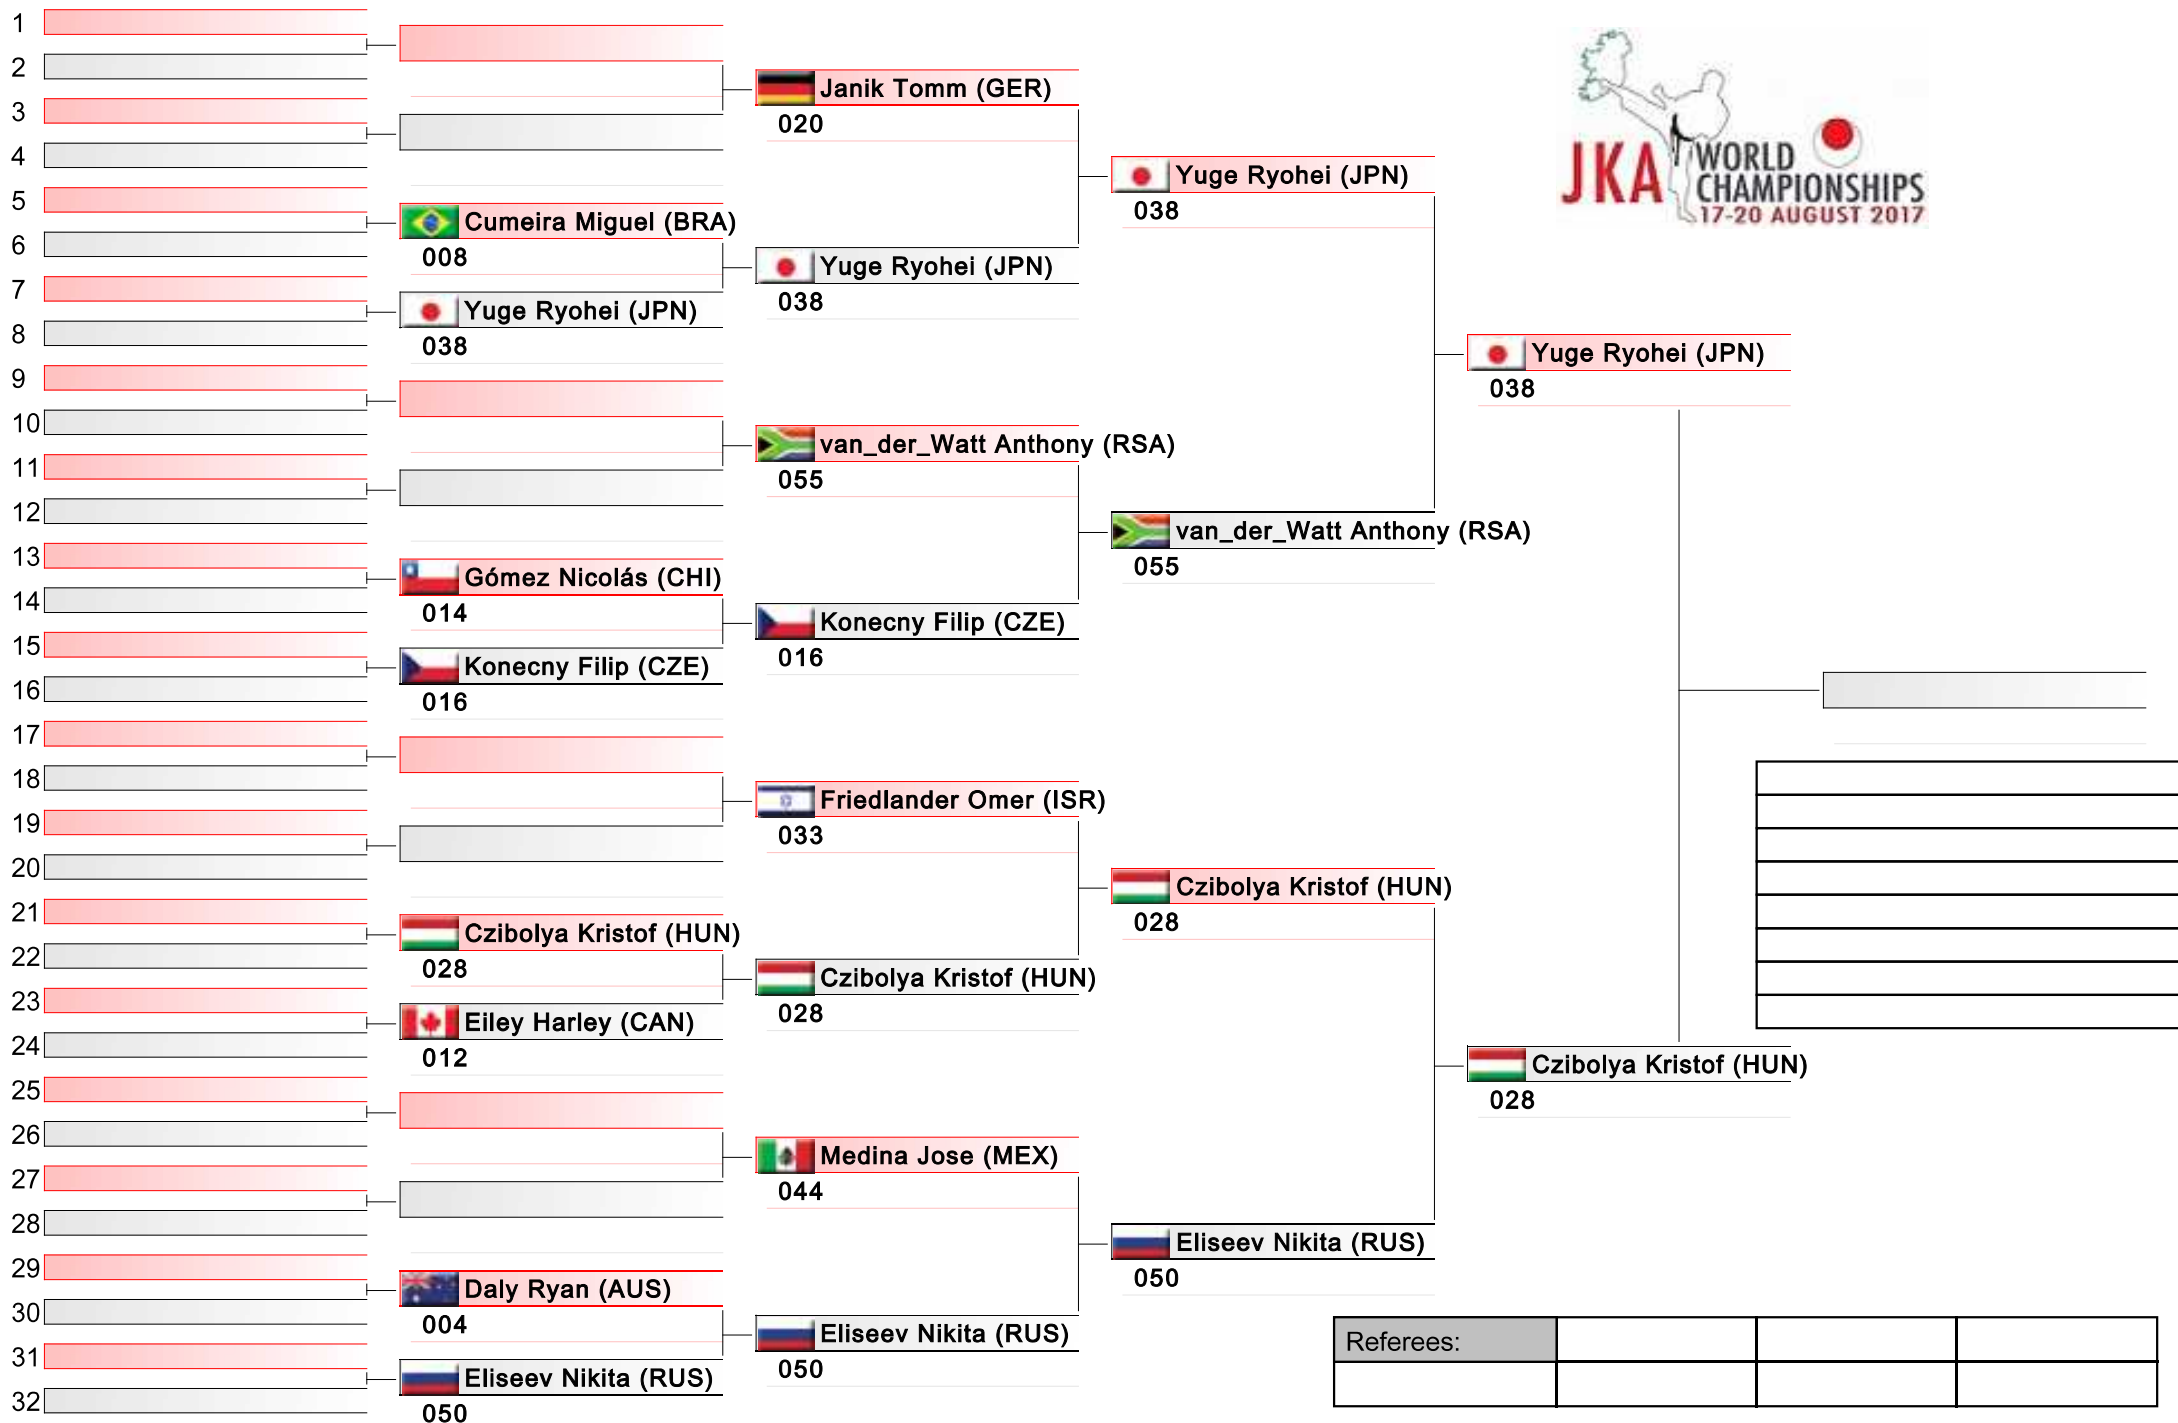 1
2
3
4
5
6
7
8
9
10
11
12
13
14
15
16
17
18
19
20
21
22
23
24
25
26
27
28
29
30
31
32
Cumeira Miguel (BRA)
008
Yuge Ryohei (JPN)
038
Gómez Nicolás (CHI)
014
Konecny Filip (CZE)
016
Czibolya Kristof (HUN)
028
Eiley Harley (CAN)
012
Daly Ryan (AUS)
004
Eliseev Nikita (RUS)
050
Janik Tomm (GER)
020
Yuge Ryohei (JPN)
038
van_der_Watt Anthony (RSA)
055
Konecny Filip (CZE)
016
Friedlander Omer (ISR)
033
Czibolya Kristof (HUN)
028
Medina Jose (MEX)
044
Eliseev Nikita (RUS)
050
Yuge Ryohei (JPN)
038
van_der_Watt Anthony (RSA)
055
Czibolya Kristof (HUN)
028
Eliseev Nikita (RUS)
050
Yuge Ryohei (JPN)
038
Czibolya Kristof (HUN)
028
JKA WORLD
CHAMPIONSHIPS
17-20 AUGUST 2017
Referees: